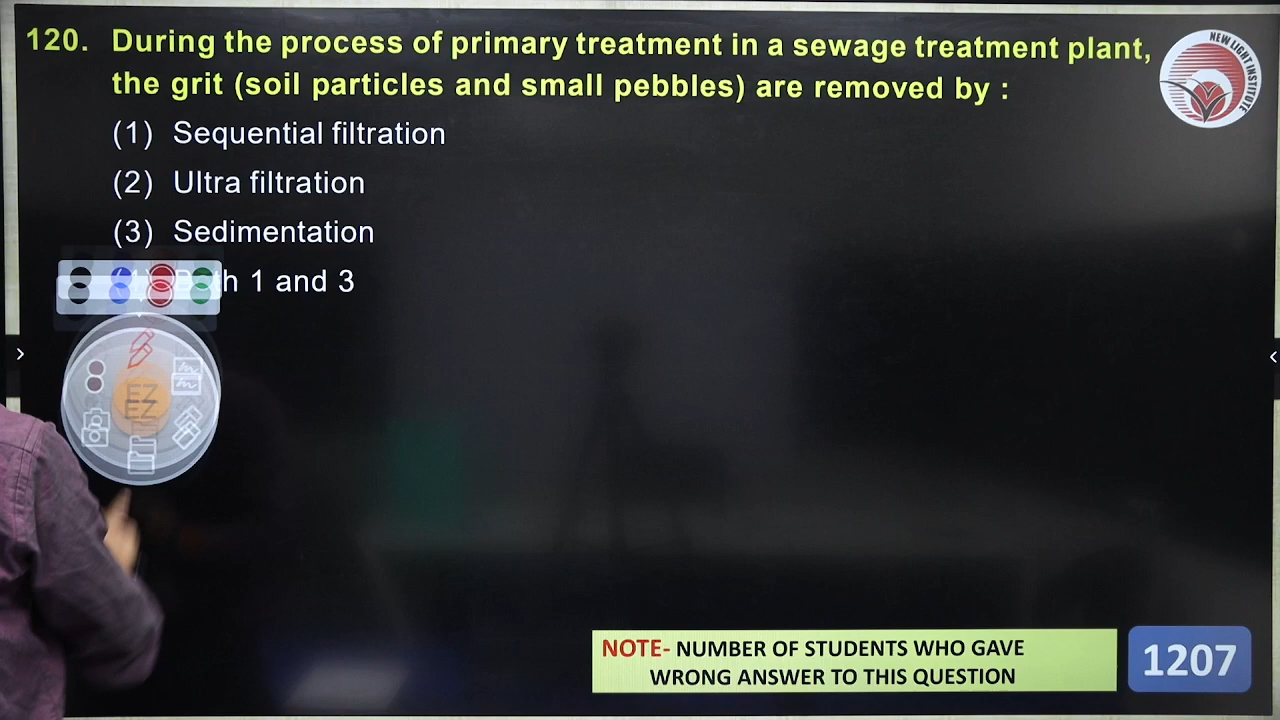 120. During the process of primary treatment in a sewage treatment plant,
the grit (soil particles and small pebbles) are removed by :
(1) Sequential filtration
(2) Ultra filtration
(3) Sedimentation
1 and 3
EZ
EZ
NEW LIGHT INSTITUTE
NOTE- NUMBER OF STUDENTS WHO GAVE
WRONG ANSWER TO THIS QUESTION
1207